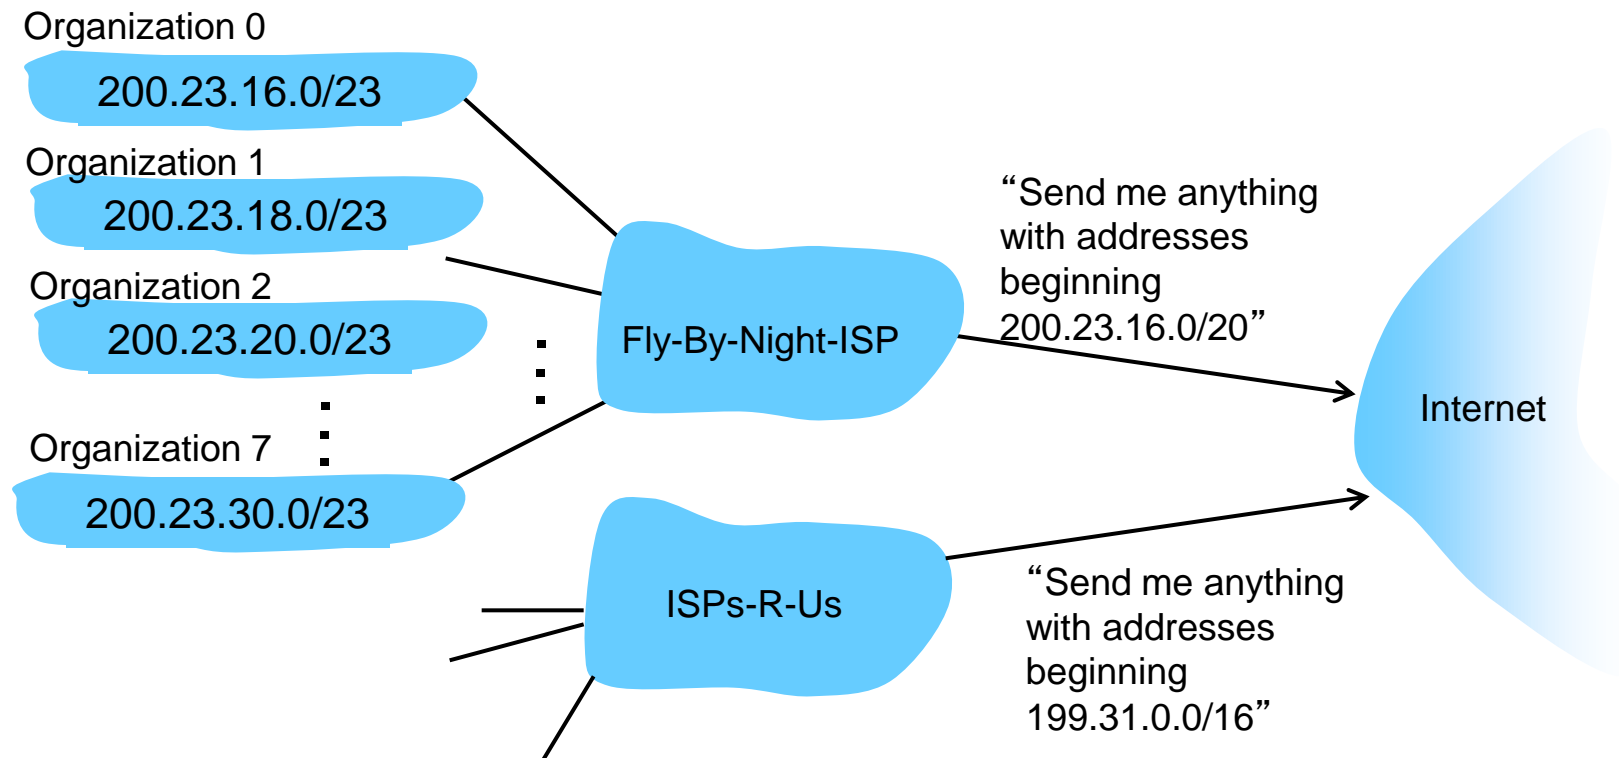 Organization 0
200.23.16.0/23
Organization 1
200.23.18.0/23
Organization 2
200.23.20.0/23
Organization 7
200.23.30.0/23
Fly-By-Night-ISP
“Send me anything
with addresses
beginning
200.23.16.0/20”
Internet
ISPs-R-Us
“Send me anything
with addresses
beginning
199.31.0.0/16”